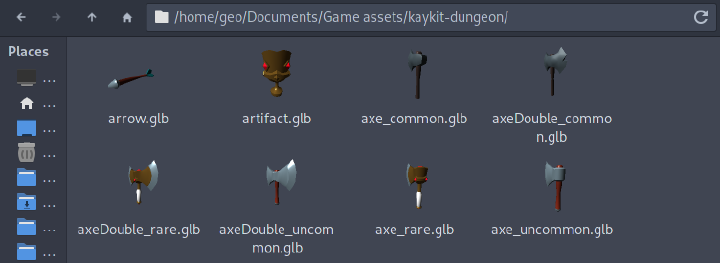 /home/geo/Documents/Game assets/kaykit-dungeon/
Places
...
...
...
...
...
...
...
...
arrow.glb
artifact.glb
axe_common.glb
axeDouble_commo
n.glb
axeDouble_rare.glb
axeDouble_uncom
mon.glb
axe_rare.glb
axe_uncommon.glb